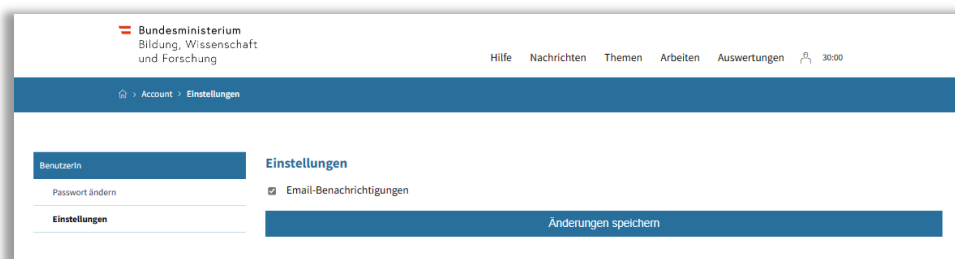 Bundesministerium
Bildung, Wissenschaft
und Forschung
Hilfe Nachrichten Themen Arbeiten Auswertungen 30:00
> Account > Einstellungen
BenutzerIn
Passwort ändern
Einstellungen
Einstellungen
Email-Benachrichtigungen
Änderungen speichern